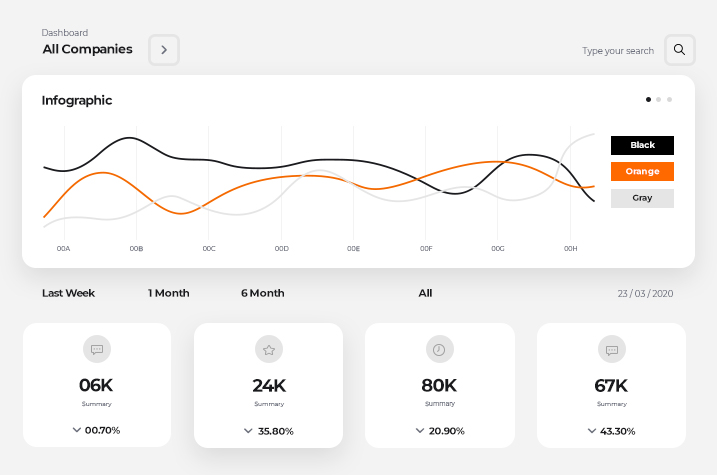 Dashboard
All Companies
Type your search
Infographic
Black
Orange
Gray
00A 00B 00C 00D 00E 00F 00G 00H
Last Week 1 Month 6 Month All 23 / 03 / 2020
06K 24K 80K 67K
Summary Summary Summary Summary
00.70% 35.80% 20.90% 43.30%